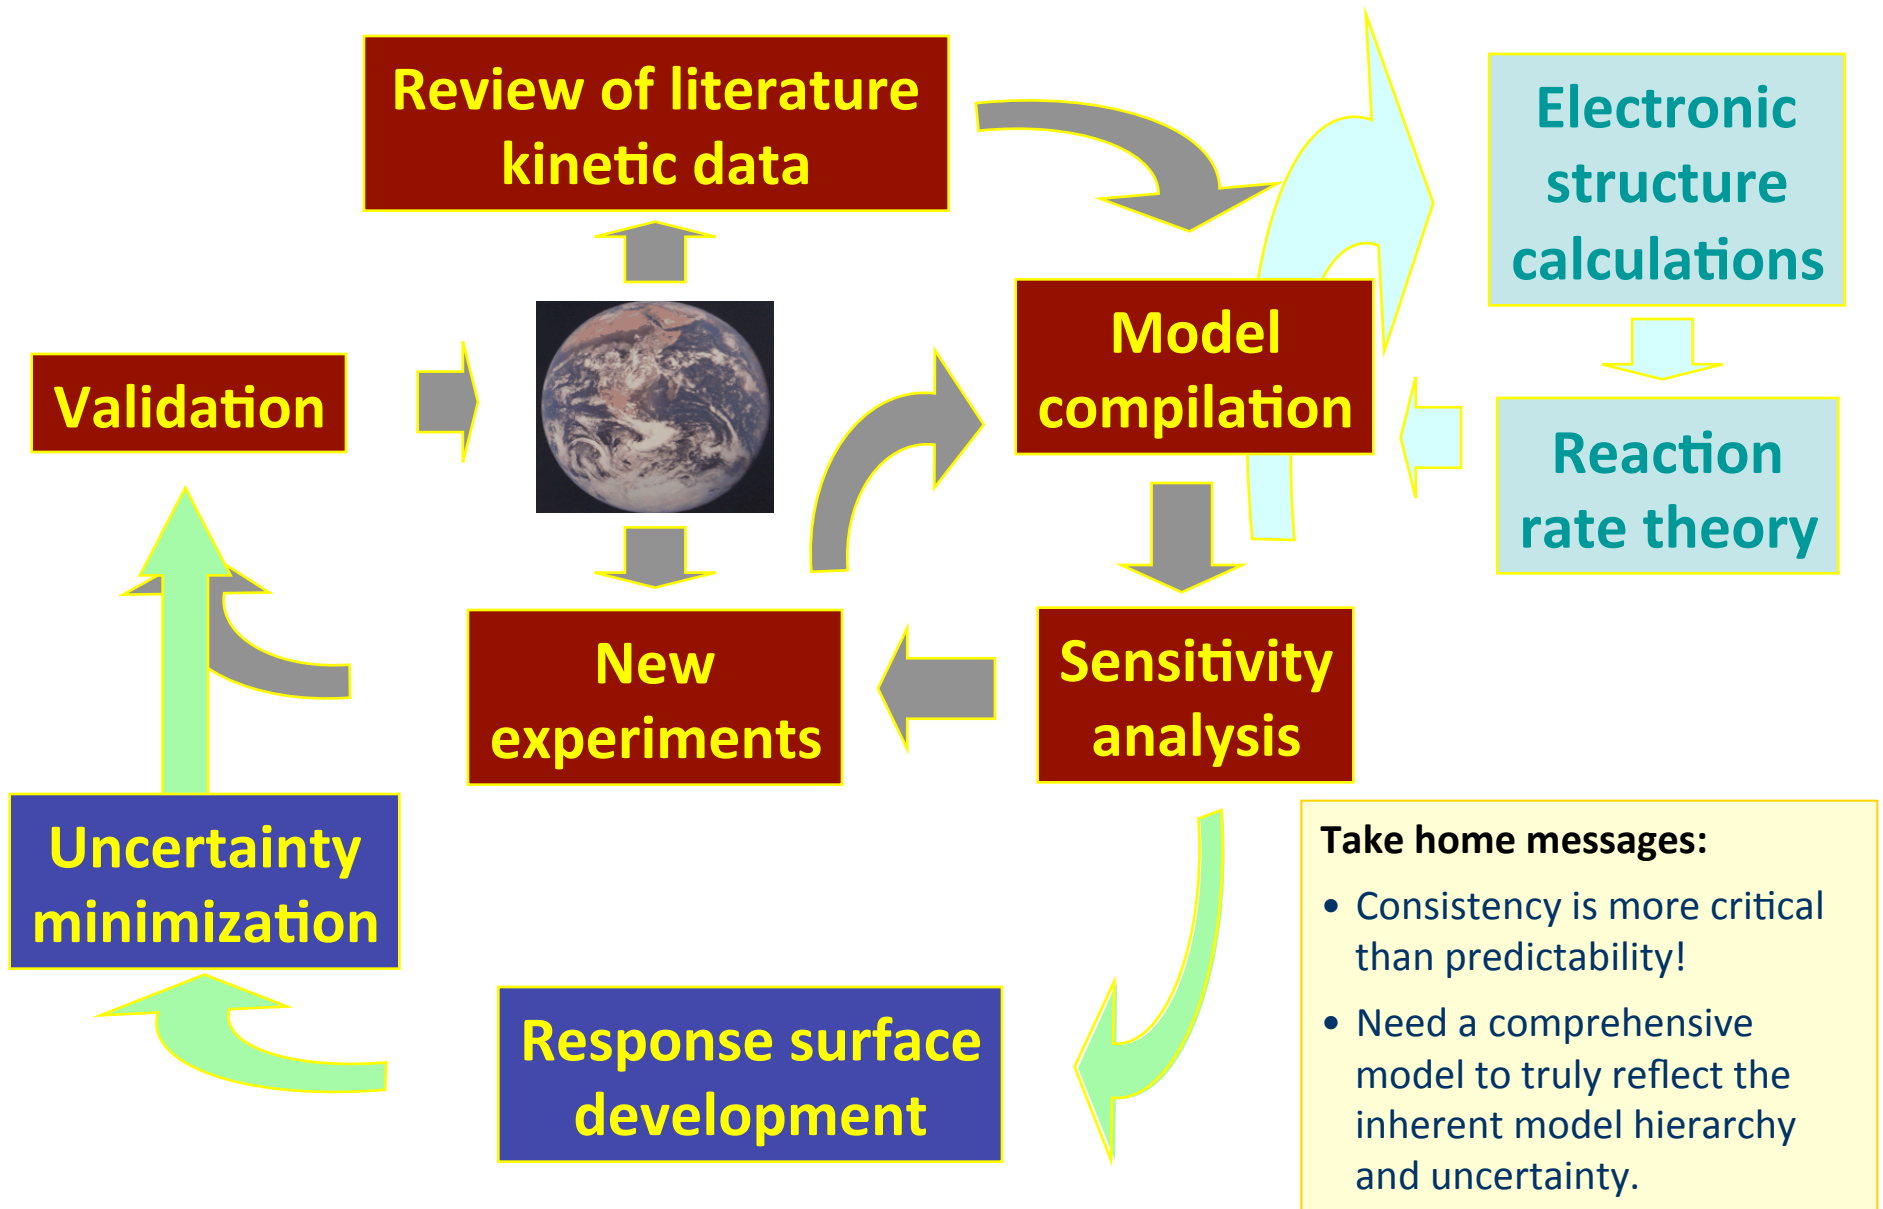 Review of literature
kinetic data
Electronic
structure
calculations
Model
compilation
Validation
Reaction
rate theory
New
experiments
Sensitivity
analysis
Uncertainty
minimization
Response surface
development
Take home messages:
• Consistency is more critical
than predictability!
• Need a comprehensive
model to truly reflect the
inherent model hierarchy
and uncertainty.